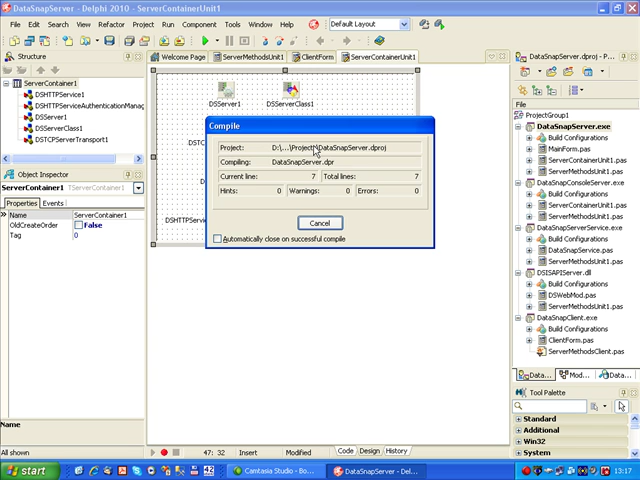 DataSnapServer - Delphi 2010 - ServerContainerUnit1
File Edit Search View Refactor Project Run Component Tools Window Help
Default Layout
Structure
Welcome Page ServerMethodsUnit1 ClientForm ServerContainerUnit1
DataSnapServer.dproj - Project...
ServerContainer1
DSHTTPService1
DSHTTPServiceAuthenticationManag
DSServer1
DSServerClass1
DSTCPServerTransport1
DSServer1 DSServerClass1
DSTC
DSHTTPServic
Compile
Project: D:\...\Project\DataSnapServer.dproj
Compiling: DataSnapServer.dpr
Current line: 7 Total lines: 7
Hints: 0 Warnings: 0 Errors: 0
Cancel
Automatically close on successful compile
Object Inspector
ServerContainer1 TServerContainer1
Properties Events
Name ServerContainer1
OldCreateOrder False
Tag 0
Name
All shown
47: 32 Insert Modified Code Design History
File
ProjectGroup1
DataSnapServer.exe
Build Configurations
MainForm.pas
ServerContainerUnit1.pas
ServerMethodsUnit1.pas
DataSnapConsoleServer.exe
Build Configurations
ServerContainerUnit1.pas
ServerMethodsUnit1.pas
DataSnapServerService.exe
Build Configurations
DataSnapService.pas
ServerMethodsUnit1.pas
DSISAPIServer.dll
Build Configurations
DSWebMod.pas
ServerMethodsUnit1.pas
DataSnapClient.exe
Build Configurations
ClientForm.pas
ServerMethodsClient.pas
Data... Mod... Data...
Tool Palette
Search
Standard
Additional
Win32
System
start
Camtasia Studio - Bo...
DataSnapServer - Del...
13:17